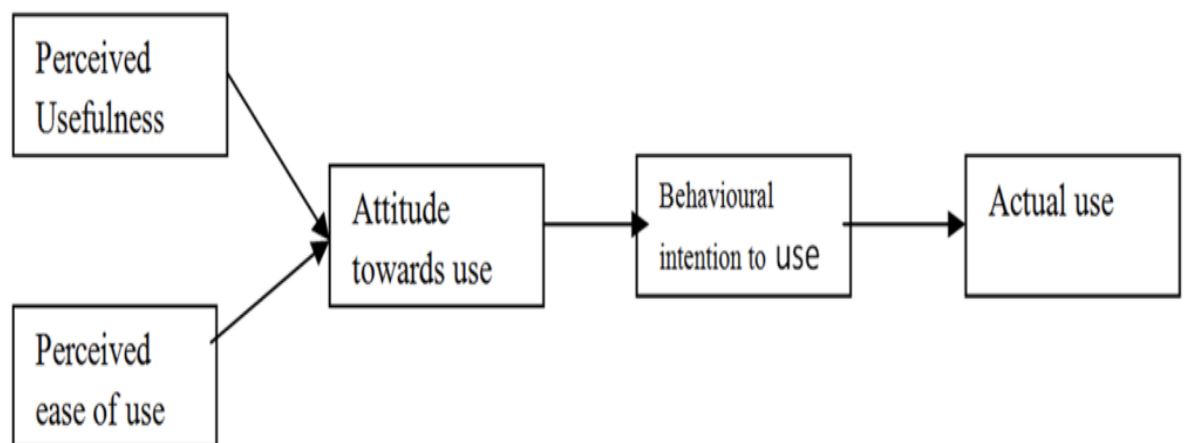 Perceived
Usefulness
Attitude
towards use
Behavioural
intention to use
Actual use
Perceived
ease of use